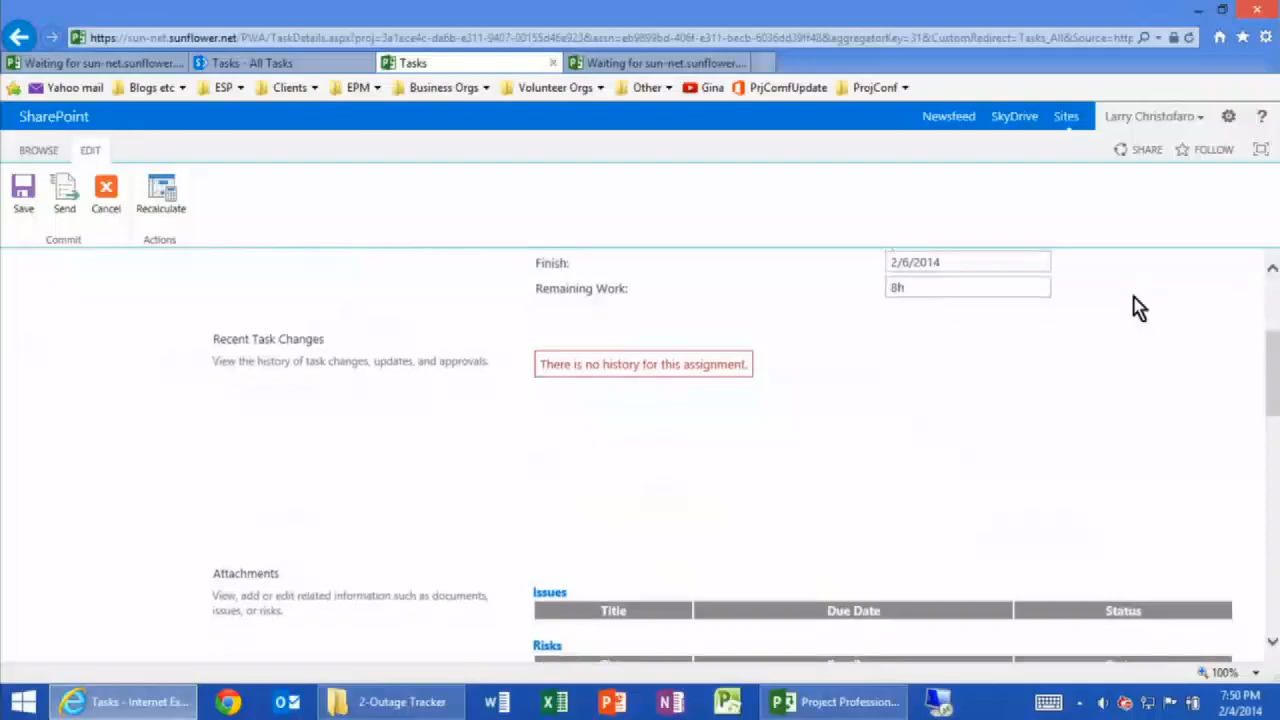 https://sun-net.sunflower.net/PWA/TaskDetails.aspx?
Waiting for sun-net.sunflower....
Tasks - All Tasks
Tasks
Waiting for sun-net.sunflower....
Yahoo mail
Blogs etc
ESP
Clients
EPM
Business Orgs
Volunteer Orgs
Other
Gina
PrjComfUpdate
ProjConf
SharePoint
Newsfeed
SkyDrive
Sites
Larry Christofaro
?
BROWSE
EDIT
SHARE
FOLLOW
Save
Send
Cancel
Recalculate
Commit
Actions
Finish:
2/6/2014
Remaining Work:
8h
Recent Task Changes
View the history of task changes, updates, and approvals.
There is no history for this assignment.
Attachments
View, add or edit related information such as documents,
issues, or risks.
Issues
Title
Due Date
Status
Risks
100%
Tasks - Internet Ex...
2-Outage Tracker
Project Profession...
7:50 PM
2/4/2014